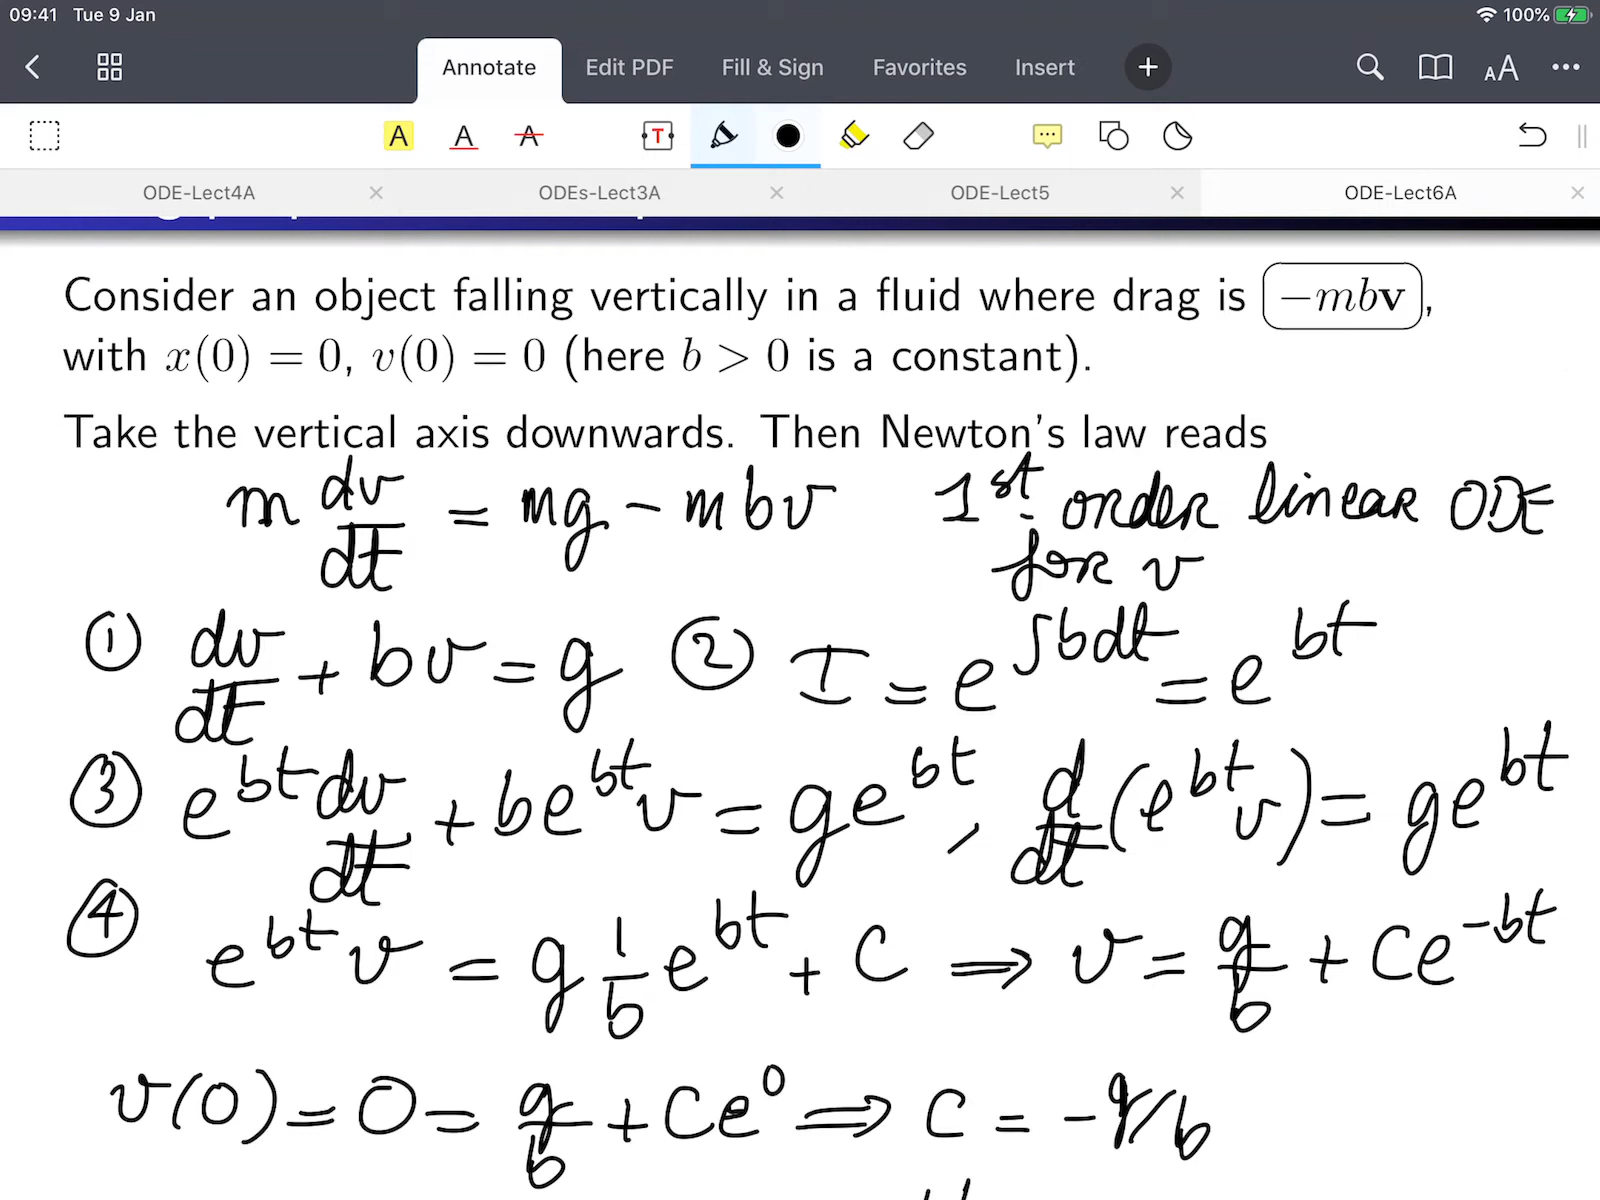 09:41 Tue 9 Jan 100%
Annotate Edit PDF Fill & Sign Favorites Insert + AA
A A A T
ODE-Lect4A ODEs-Lect3A ODE-Lect5 ODE-Lect6A
Consider an object falling vertically in a fluid where drag is −mbv,
with x(0) = 0, v(0) = 0 (here b > 0 is a constant).
Take the vertical axis downwards. Then Newton's law reads
m dv/dt = mg - mbv 1st order linear ODE
for v
① dv/dt + bv = g ② I = e^∫bdt = e^bt
③ e^bt dv/dt + be^bt v = ge^bt, d/dt (e^bt v) = ge^bt
④ e^bt v = g 1/b e^bt + C ⟹ v = g/b + Ce^-bt
v(0) = 0 = g/b + Ce^0 ⟹ C = -g/b